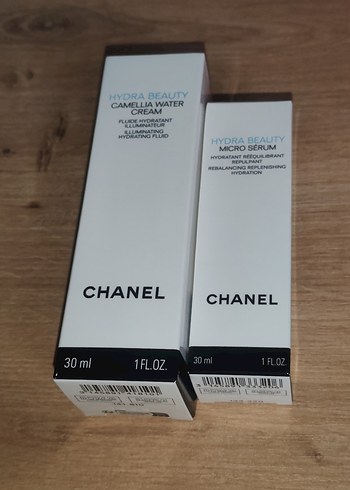 HYDRA BEAUTY
CAMELLIA WATER
CREAM
FLUIDE HYDRATANT
ILLUMINATEUR
ILLUMINATING
HYDRATING FLUID
CHANEL
30 ml 1 FL.OZ.
HYDRA BEAUTY
MICRO SÉRUM
HYDRATANT RÉÉQUILIBRANT
REPULPANT
REBALANCING REPLENISHING
HYDRATION
CHANEL
30 ml 1 FL.OZ.